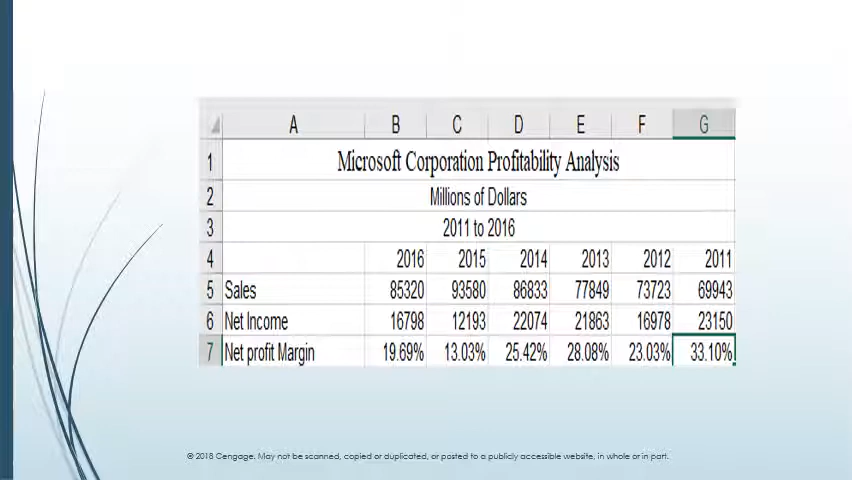 A B C D E F G
1 Microsoft Corporation Profitability Analysis
2 Millions of Dollars
3 2011 to 2016
4 2016 2015 2014 2013 2012 2011
5 Sales 85320 93580 86833 77849 73723 69943
6 Net Income 16798 12193 22074 21863 16978 23150
7 Net profit Margin 19.69% 13.03% 25.42% 28.08% 23.03% 33.10%
© 2018 Cengage. May not be scanned, copied or duplicated, or posted to a publicly accessible website, in whole or in part.